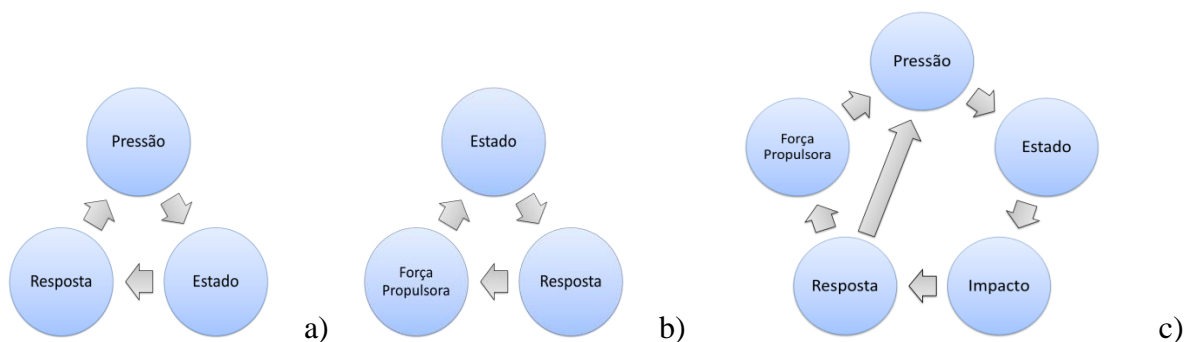 Pressão
Resposta
Estado
a)
Estado
Força
Propulsora
Resposta
b)
Pressão
Força
Propulsora
Estado
Resposta
Impacto
c)